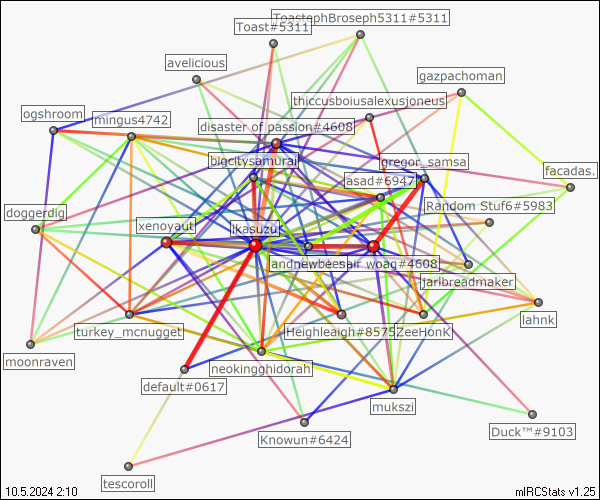 ToastephBroseph5311#5311
Toast#5311
avelicious
gazpachoman
thiccusboiusalexusjoneus
ogshroom
mingus4742
disaster of passion#4608
bigcitysamurai
gregor_samsa
facadas.
asad#6947
Random Stuf6#5983
doggerdig
xenoyaut
ikasuzu
andnewbeesair woag#4608
jarlbreadmaker
lahnk
turkey_mcnugget
Heighleaigh#8575
ZeeHonK
moonraven
neokingghidorah
default#0617
mukszi
Knowun#6424
Duck™#9103
tescoroll
10.5.2024 2:10
mIRCStats v1.25